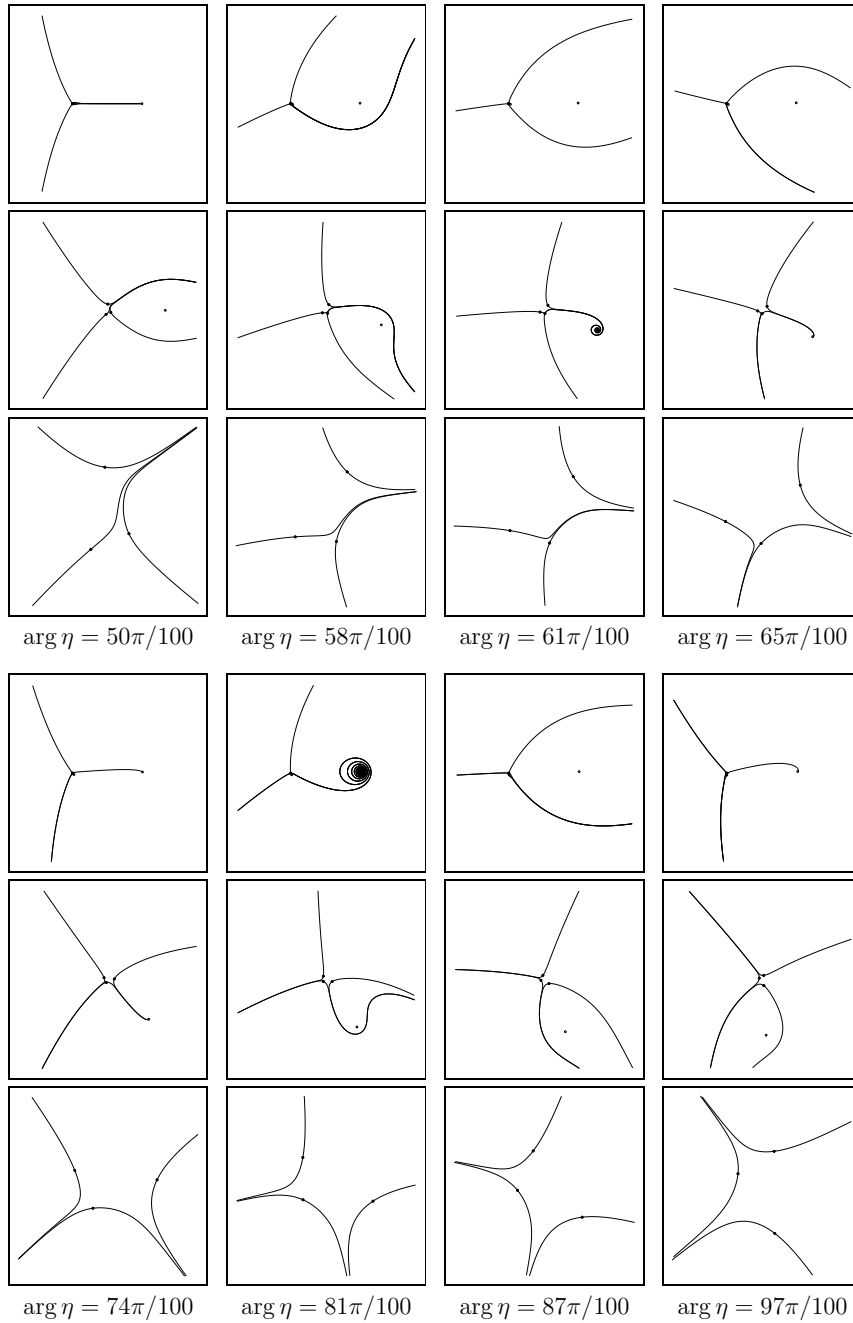 arg η = 50π/100 arg η = 58π/100 arg η = 61π/100 arg η = 65π/100
arg η = 74π/100 arg η = 81π/100 arg η = 87π/100 arg η = 97π/100